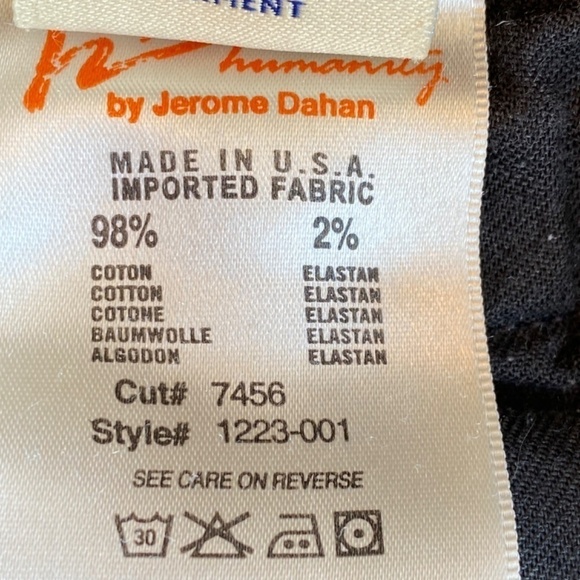 humanity
by Jerome Dahan
MADE IN U.S.A.
IMPORTED FABRIC
98% 2%
COTON ELASTAN
COTTON ELASTAN
COTONE ELASTAN
BAUMWOLLE ELASTAN
ALGODON ELASTAN
Cut# 7456
Style# 1223-001
SEE CARE ON REVERSE
30